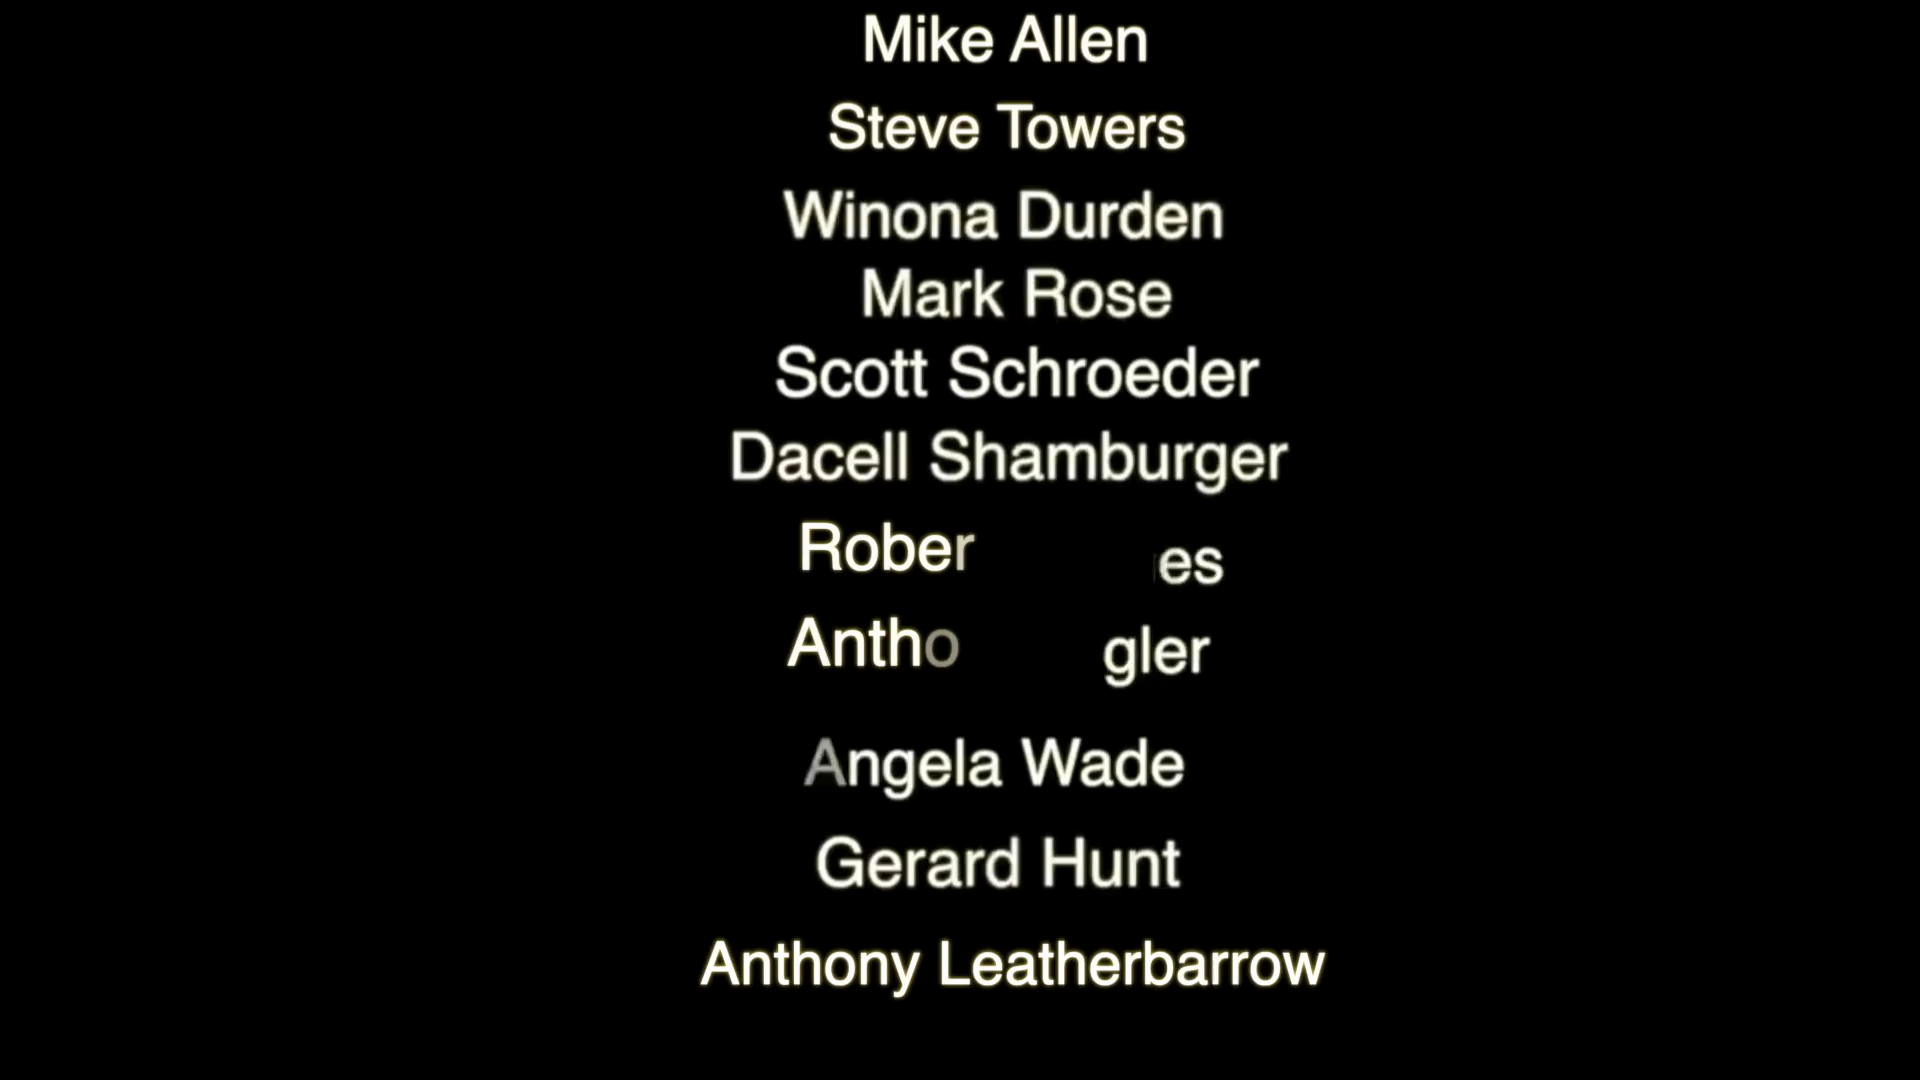 Mike Allen
Steve Towers
Winona Durden
Mark Rose
Scott Schroeder
Dacell Shamburger
Rober es
Antho gler
Angela Wade
Gerard Hunt
Anthony Leatherbarrow